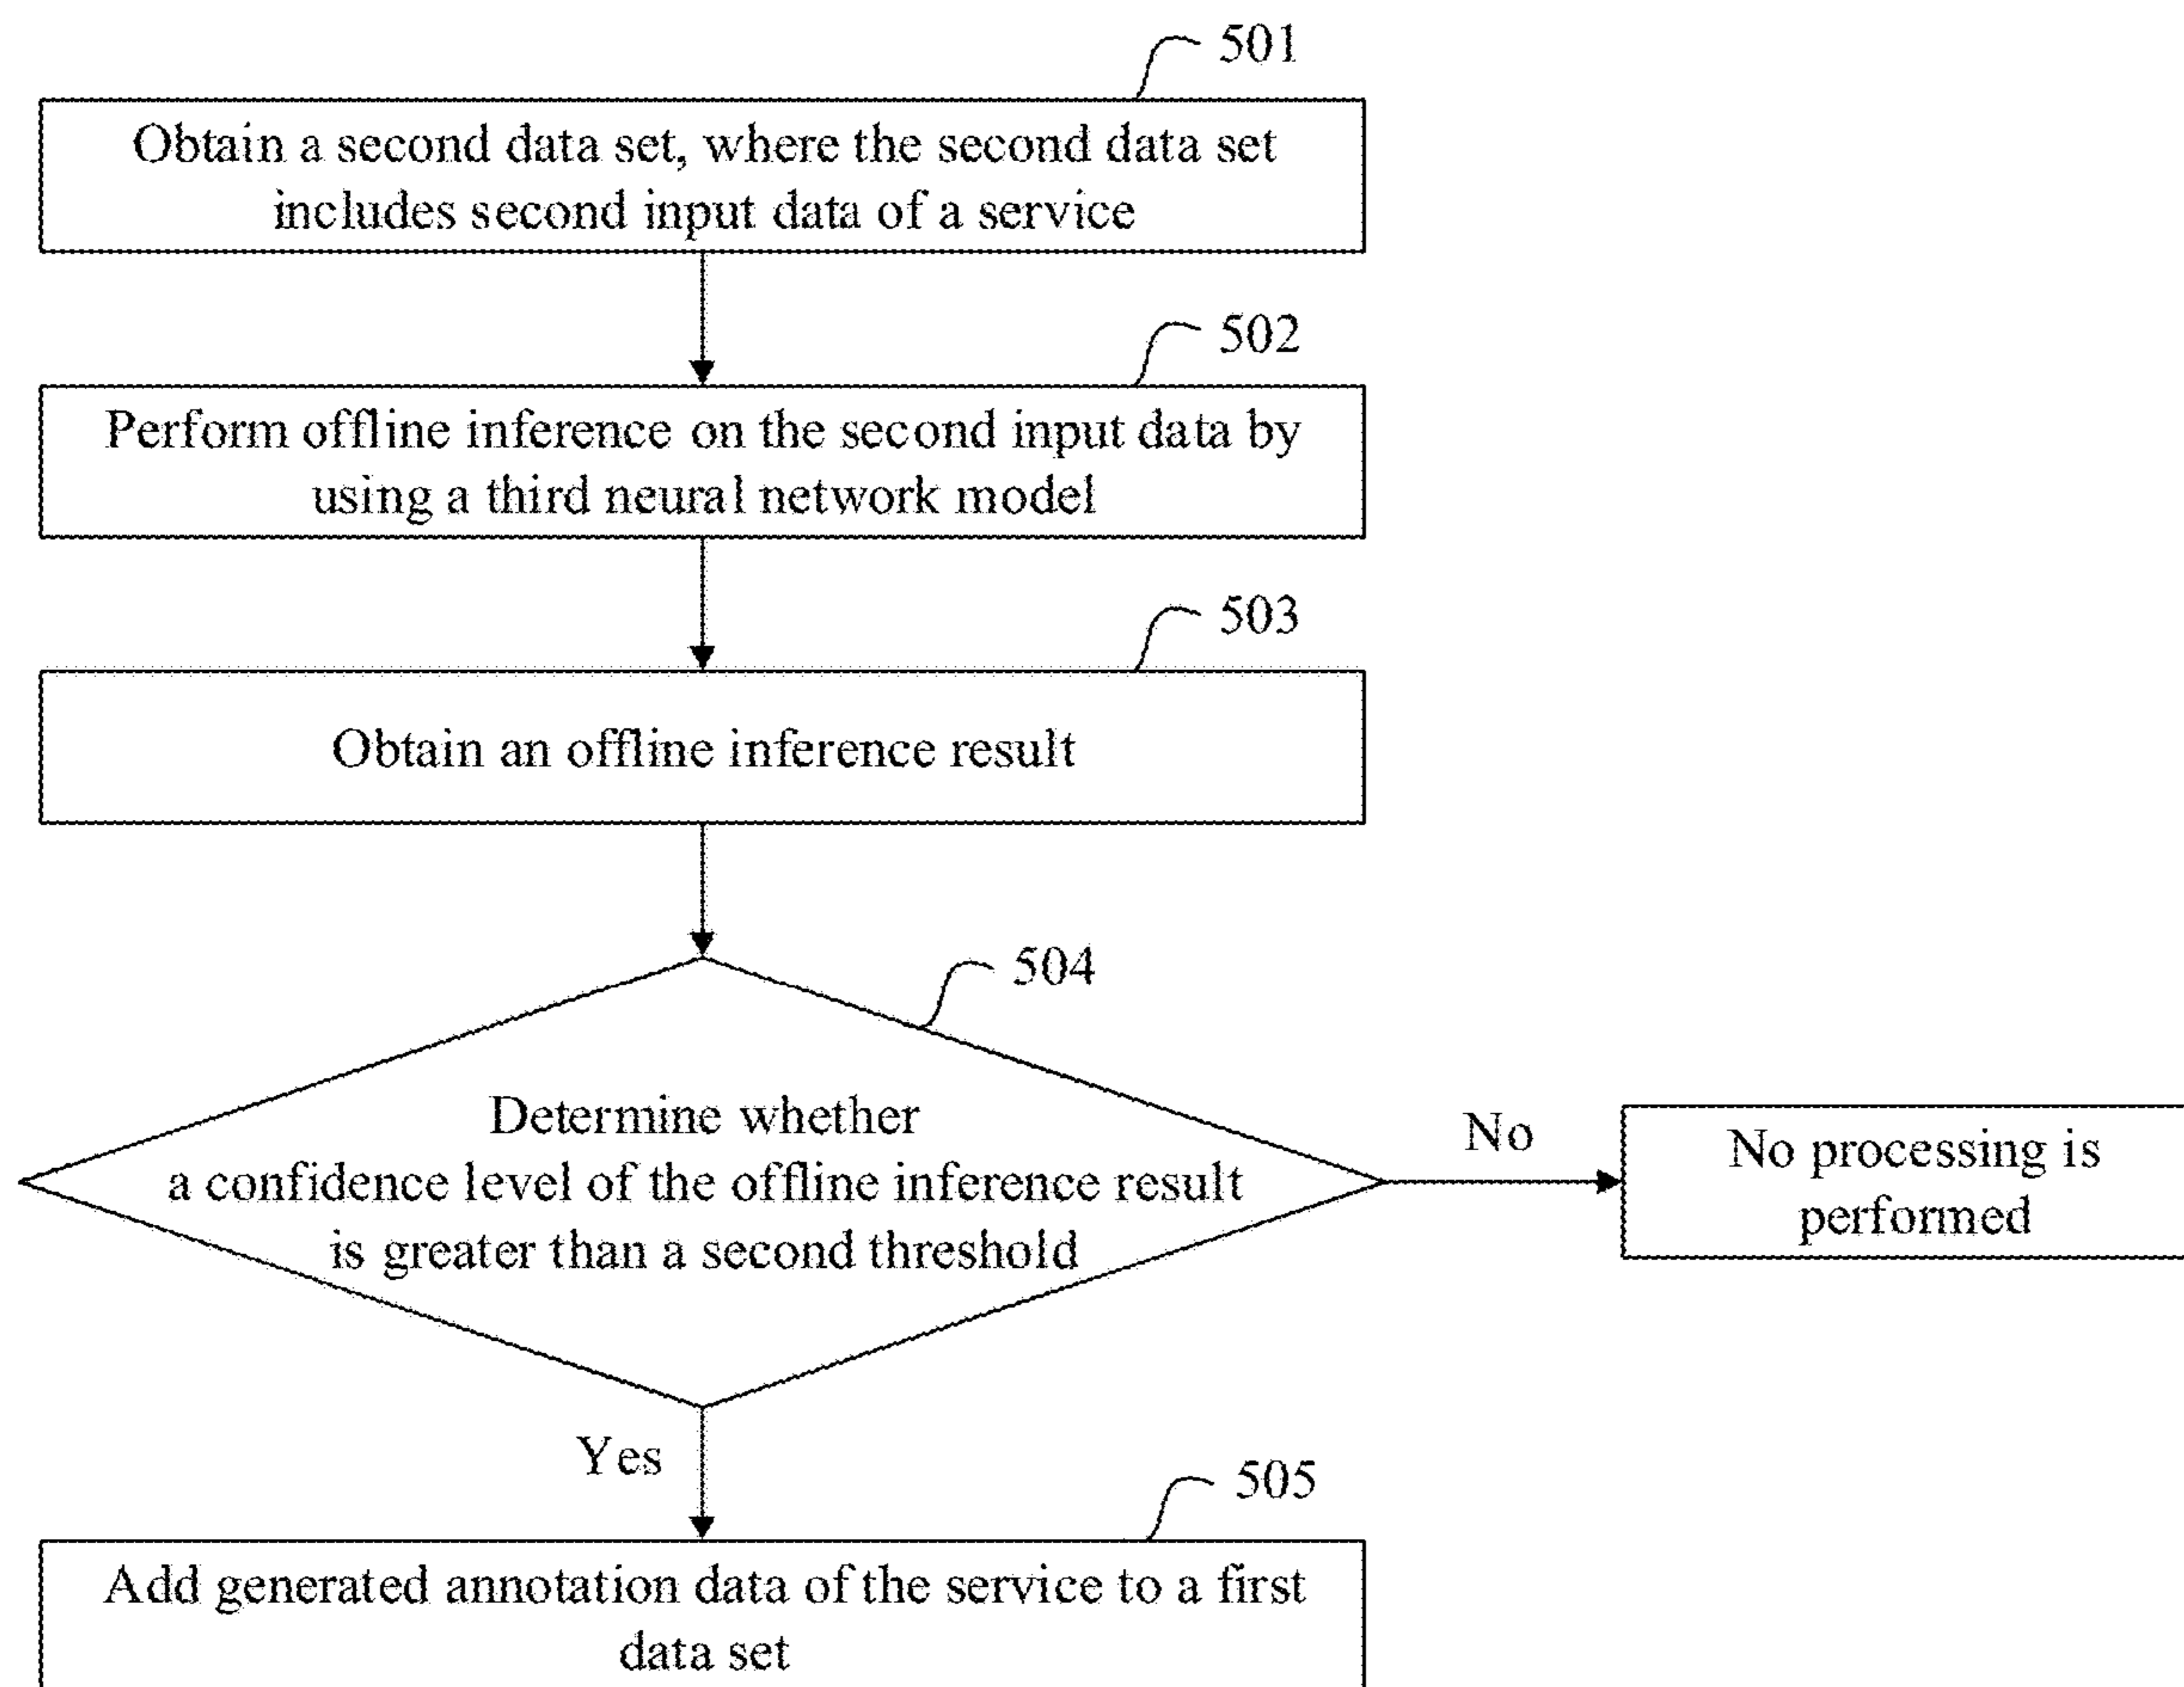 501
Obtain a second data set, where the second data set
includes second input data of a service
502
Perform offline inference on the second input data by
using a third neural network model
503
Obtain an offline inference result
504
Determine whether
a confidence level of the offline inference result
is greater than a second threshold
No
No processing is
performed
Yes
505
Add generated annotation data of the service to a first
data set